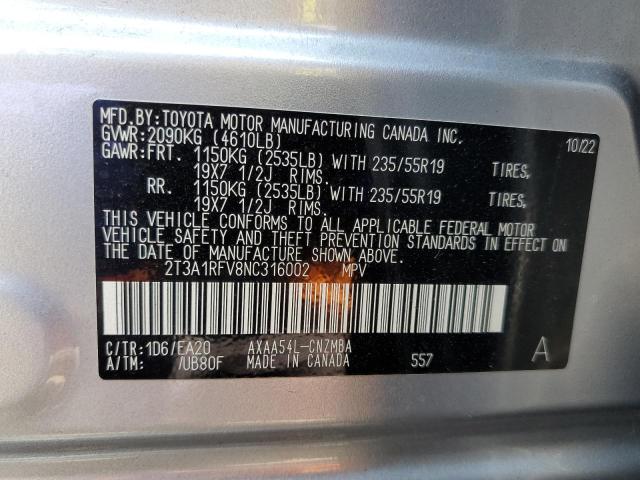 MFD.BY:TOYOTA MOTOR MANUFACTURING CANADA INC.
GVWR:2090KG (4610LB) 10/22
GAWR:FRT. 1150KG (2535LB) WITH 235/55R19 TIRES,
19X7 1/2J RIMS.
RR. 1150KG (2535LB) WITH 235/55R19 TIRES,
19X7 1/2J RIMS.
THIS VEHICLE CONFORMS TO ALL APPLICABLE FEDERAL MOTOR
VEHICLE SAFETY AND THEFT PREVENTION STANDARDS IN EFFECT ON
THE DATE OF MANUFACTURE SHOWN ABOVE.
2T3A1RFV8NC316002 MPV
C/TR:1D6/EA20 AXAA54L-CNZMBA A
A/TM: /UB80F MADE IN CANADA 557